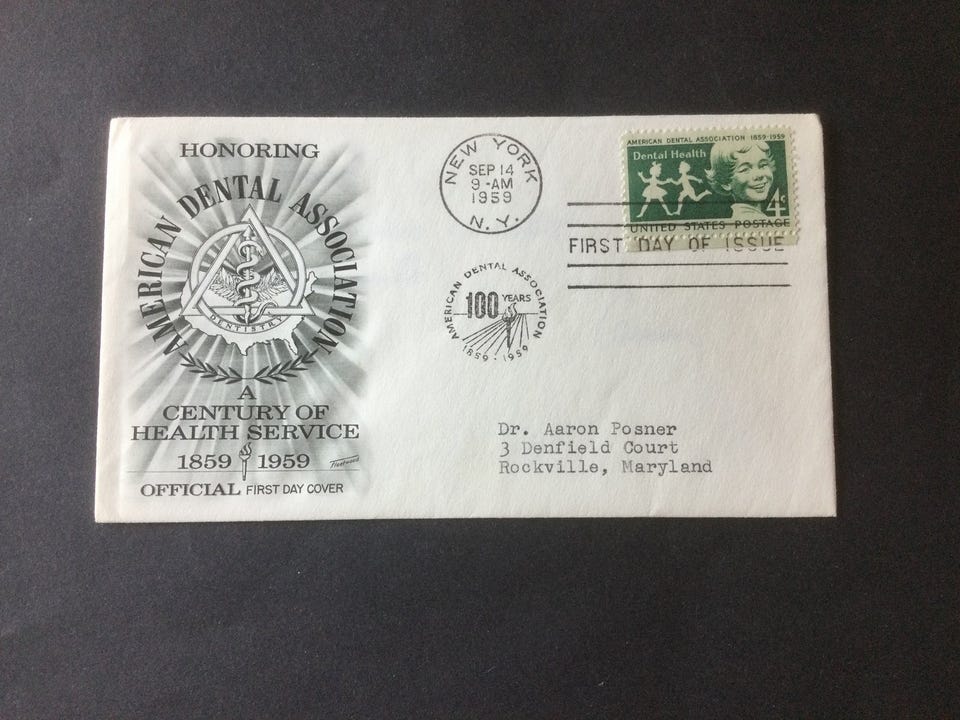 HONORING
AMERICAN DENTAL ASSOCIATION
DENTISTRY
A
CENTURY OF
HEALTH SERVICE
1859 1959
Fleetwood
OFFICIAL FIRST DAY COVER
NEW YORK
SEP 14
9-AM
1959
N.Y.
AMERICAN DENTAL ASSOCIATION 1859-1959
Dental Health
4c
UNITED STATES POSTAGE
FIRST DAY OF ISSUE
AMERICAN DENTAL ASSOCIATION
100 YEARS
1859-1959
Dr. Aaron Posner
3 Denfield Court
Rockville, Maryland